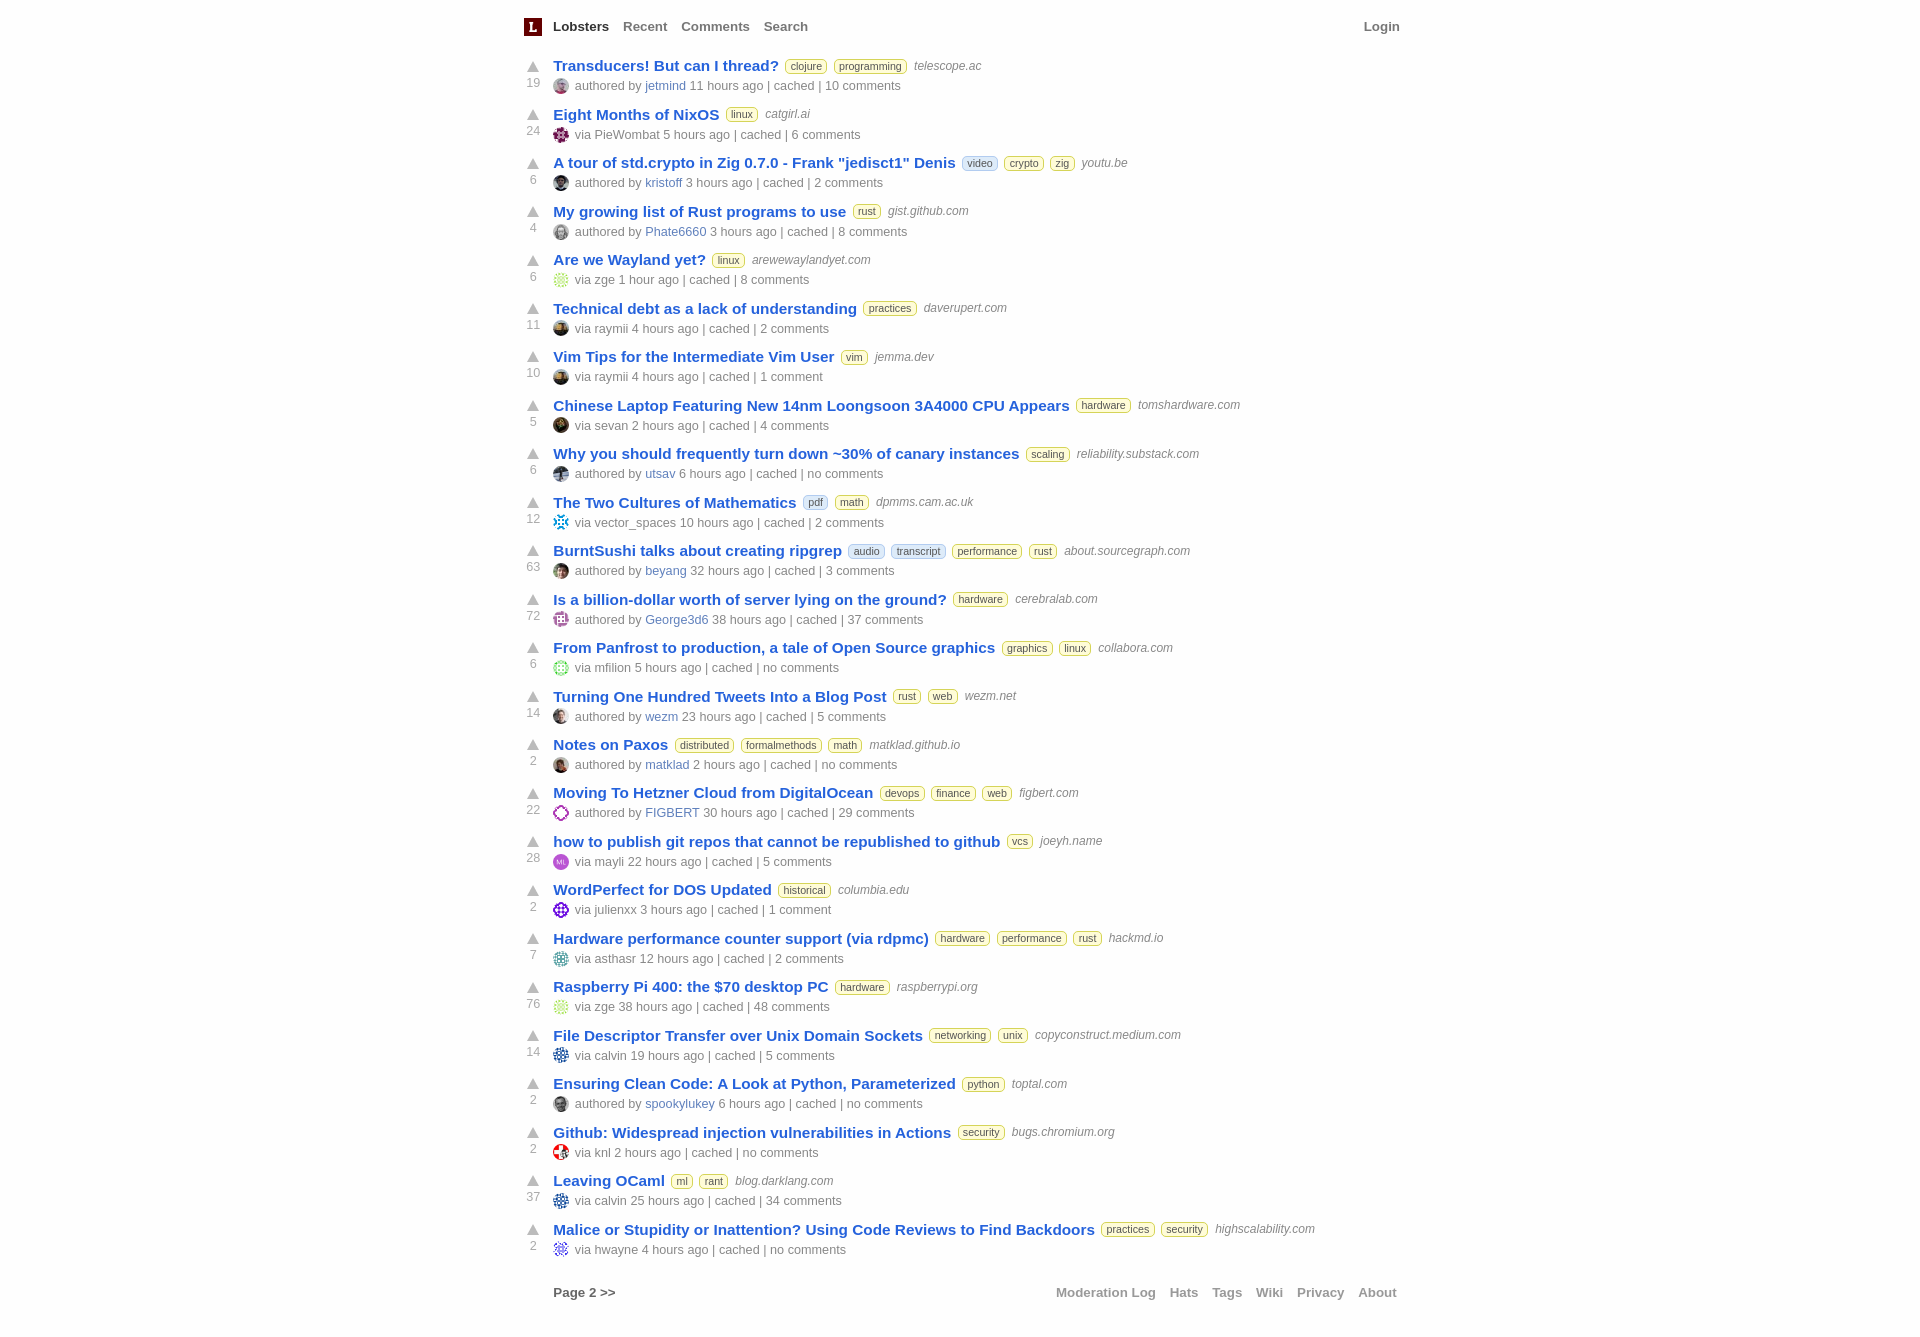 L Lobsters Recent Comments Search Login
Transducers! But can I thread? clojure programming telescope.ac
19 authored by jetmind 11 hours ago | cached | 10 comments
Eight Months of NixOS linux catgirl.ai
24 via PieWombat 5 hours ago | cached | 6 comments
A tour of std.crypto in Zig 0.7.0 - Frank "jedisct1" Denis video crypto zig youtu.be
6 authored by kristoff 3 hours ago | cached | 2 comments
My growing list of Rust programs to use rust gist.github.com
4 authored by Phate6660 3 hours ago | cached | 8 comments
Are we Wayland yet? linux arewewaylandyet.com
6 via zge 1 hour ago | cached | 8 comments
Technical debt as a lack of understanding practices daverupert.com
11 via raymii 4 hours ago | cached | 2 comments
Vim Tips for the Intermediate Vim User vim jemma.dev
10 via raymii 4 hours ago | cached | 1 comment
Chinese Laptop Featuring New 14nm Loongsoon 3A4000 CPU Appears hardware tomshardware.com
5 via sevan 2 hours ago | cached | 4 comments
Why you should frequently turn down ~30% of canary instances scaling reliability.substack.com
6 authored by utsav 6 hours ago | cached | no comments
The Two Cultures of Mathematics pdf math dpmms.cam.ac.uk
12 via vector_spaces 10 hours ago | cached | 2 comments
BurntSushi talks about creating ripgrep audio transcript performance rust about.sourcegraph.com
63 authored by beyang 32 hours ago | cached | 3 comments
Is a billion-dollar worth of server lying on the ground? hardware cerebralab.com
72 authored by George3d6 38 hours ago | cached | 37 comments
From Panfrost to production, a tale of Open Source graphics graphics linux collabora.com
6 via mfilion 5 hours ago | cached | no comments
Turning One Hundred Tweets Into a Blog Post rust web wezm.net
14 authored by wezm 23 hours ago | cached | 5 comments
Notes on Paxos distributed formalmethods math matklad.github.io
2 authored by matklad 2 hours ago | cached | no comments
Moving To Hetzner Cloud from DigitalOcean devops finance web figbert.com
22 authored by FIGBERT 30 hours ago | cached | 29 comments
how to publish git repos that cannot be republished to github vcs joeyh.name
28 ML via mayli 22 hours ago | cached | 5 comments
WordPerfect for DOS Updated historical columbia.edu
2 via julienxx 3 hours ago | cached | 1 comment
Hardware performance counter support (via rdpmc) hardware performance rust hackmd.io
7 via asthasr 12 hours ago | cached | 2 comments
Raspberry Pi 400: the $70 desktop PC hardware raspberrypi.org
76 via zge 38 hours ago | cached | 48 comments
File Descriptor Transfer over Unix Domain Sockets networking unix copyconstruct.medium.com
14 via calvin 19 hours ago | cached | 5 comments
Ensuring Clean Code: A Look at Python, Parameterized python toptal.com
2 authored by spookylukey 6 hours ago | cached | no comments
Github: Widespread injection vulnerabilities in Actions security bugs.chromium.org
2 via knl 2 hours ago | cached | no comments
Leaving OCaml ml rant blog.darklang.com
37 via calvin 25 hours ago | cached | 34 comments
Malice or Stupidity or Inattention? Using Code Reviews to Find Backdoors practices security highscalability.com
2 via hwayne 4 hours ago | cached | no comments
Page 2 >> Moderation Log Hats Tags Wiki Privacy About